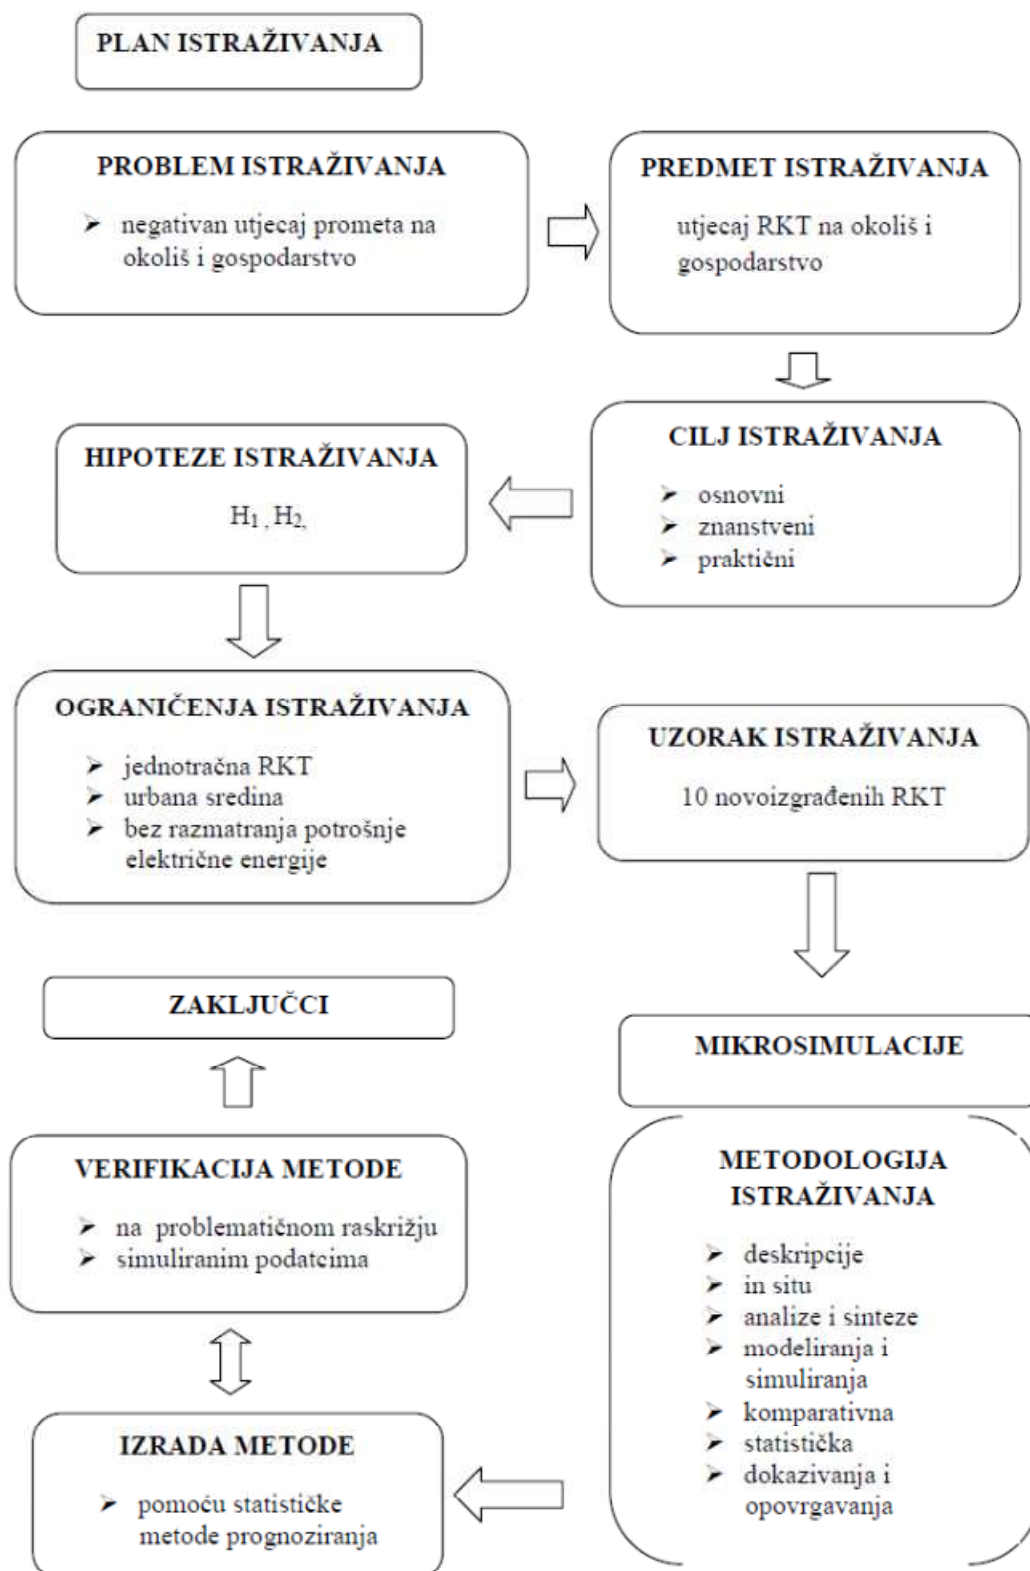 PLAN ISTRAŽIVANJA
PROBLEM ISTRAŽIVANJA
➢ negativan utjecaj prometa na
okoliš i gospodarstvo
PREDMET ISTRAŽIVANJA
utjecaj RKT na okoliš i
gospodarstvo
CILJ ISTRAŽIVANJA
➢ osnovni
➢ znanstveni
➢ praktični
HIPOTEZE ISTRAŽIVANJA
H₁ , H₂,
OGRANIČENJA ISTRAŽIVANJA
➢ jednotračna RKT
➢ urbana sredina
➢ bez razmatranja potrošnje
električne energije
UZORAK ISTRAŽIVANJA
10 novoizgrađenih RKT
MIKROSIMULACIJE
METODOLOGIJA
ISTRAŽIVANJA
➢ deskripcije
➢ in situ
➢ analize i sinteze
➢ modeliranja i
simuliranja
➢ komparativna
➢ statistička
➢ dokazivanja i
opovrgavanja
IZRADA METODE
➢ pomoću statističke
metode prognoziranja
VERIFIKACIJA METODE
➢ na problematičnom raskrižju
➢ simuliranim podatcima
ZAKLJUČCI